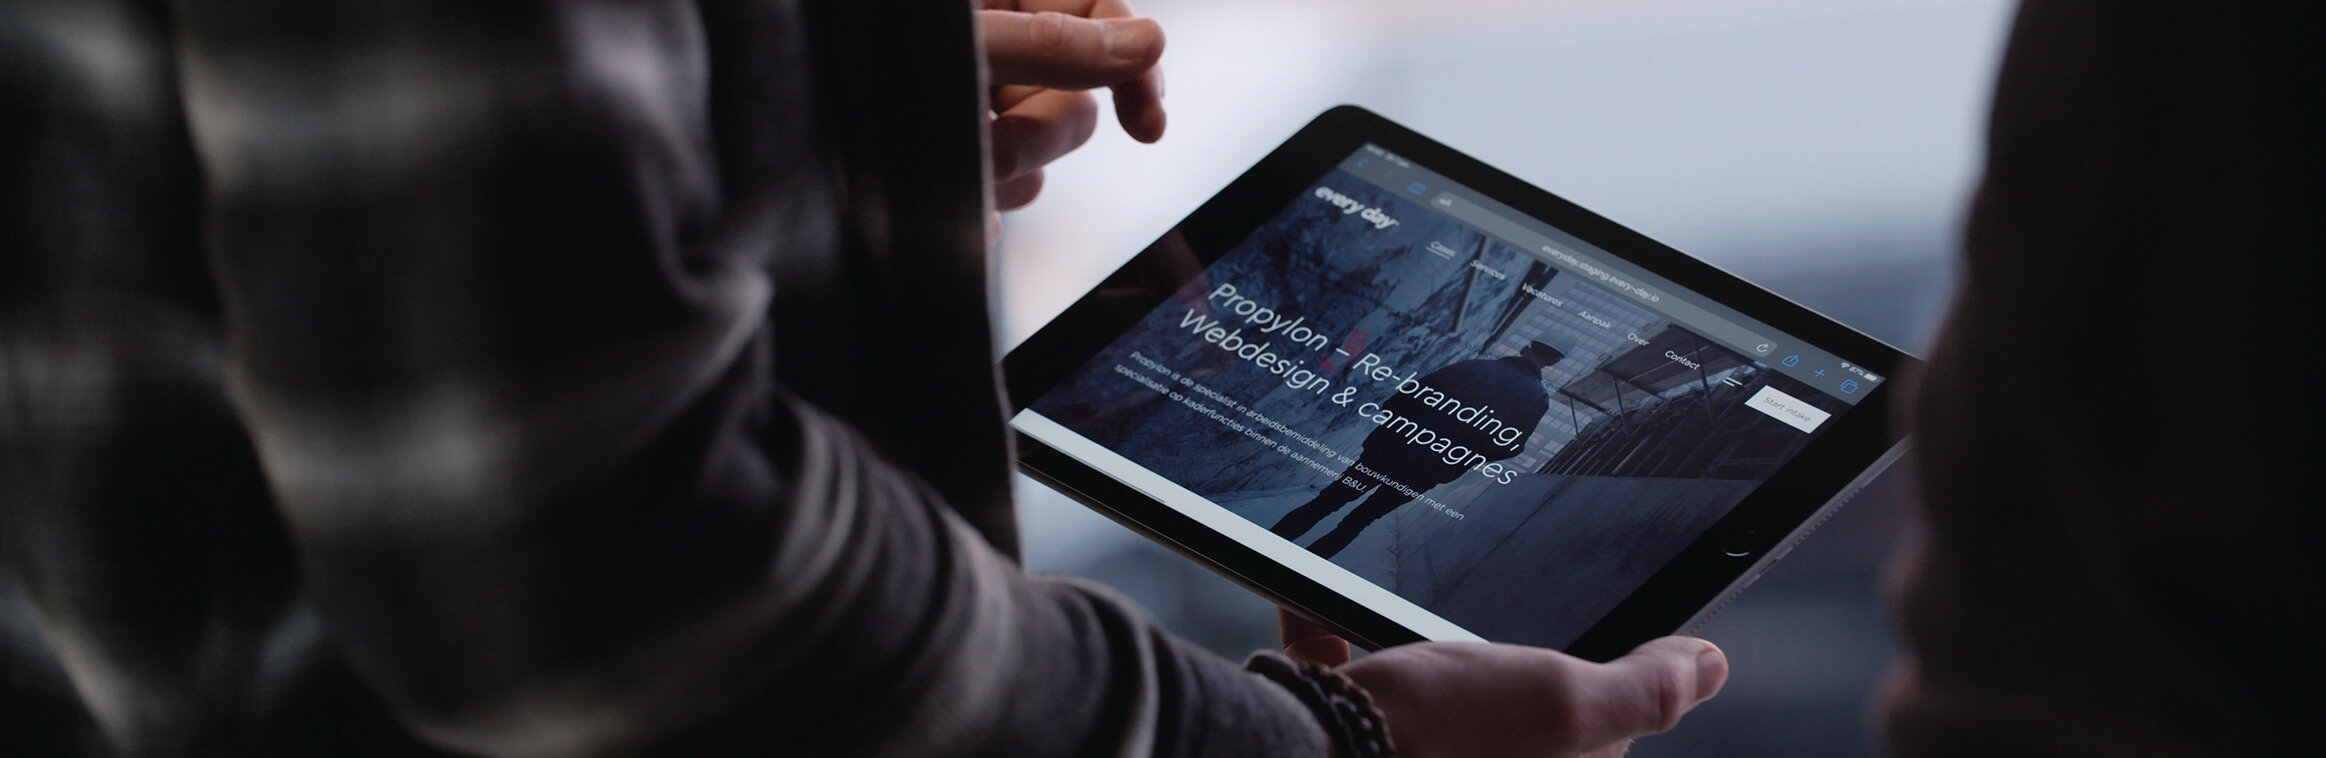 everyday.staging.every-day.io
87%
every day
Cases
Services
Vacatures
Aanpak
Over
Contact
Start intake
Propylon – Re-branding,
Webdesign & campagnes
Propylon is de specialist in arbeidsbemiddeling van bouwkundigen met een
specialisatie op kaderfuncties binnen de aannemerij B&U.